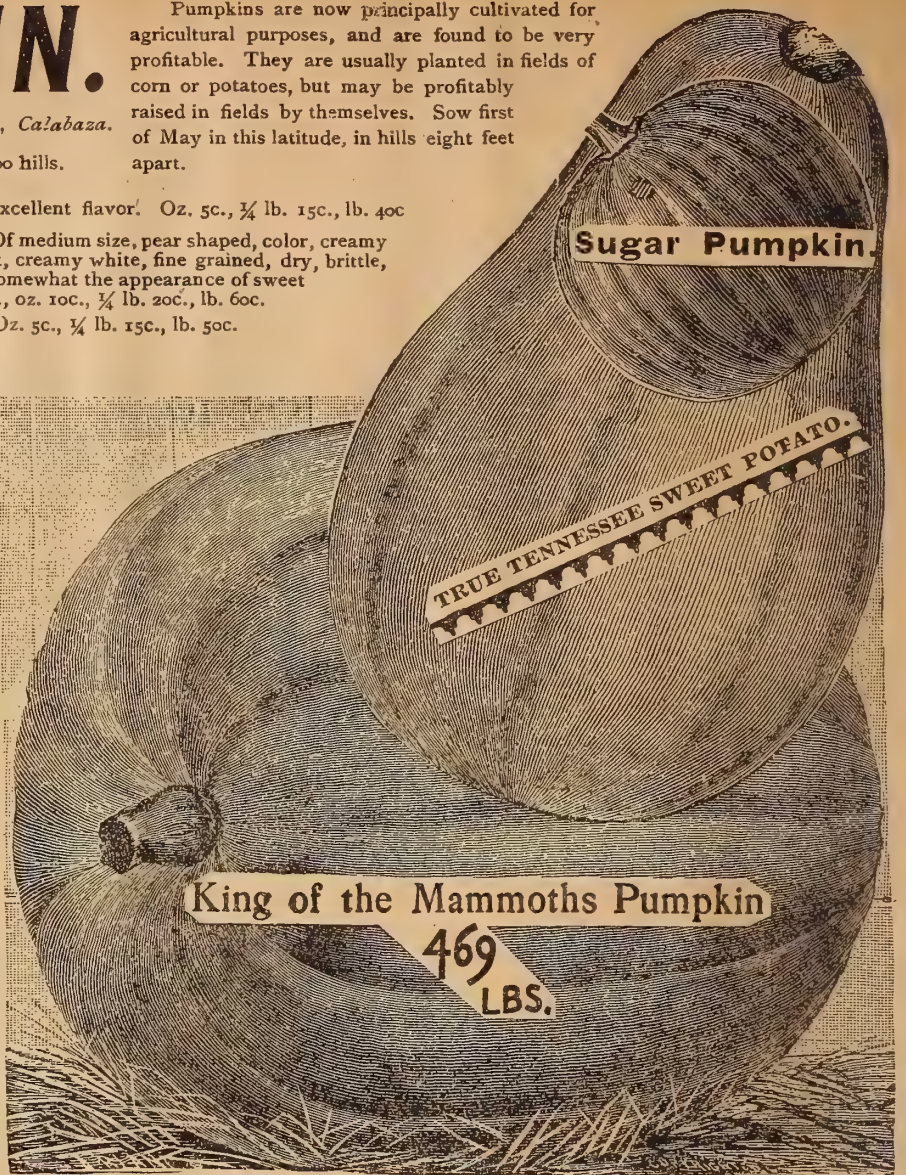 N.
Pumpkins are now principally cultivated for
agricultural purposes, and are found to be very
profitable. They are usually planted in fields of
corn or potatoes, but may be profitably
raised in fields by themselves. Sow first
of May in this latitude, in hills eight feet
apart.
, Calabaza.
hills.
xcellent flavor. Oz. 5c., ¼ lb. 15c., lb. 40c
Of medium size, pear shaped, color, creamy
, creamy white, fine grained, dry, brittle,
omewhat the appearance of sweet
., oz. 10c., ¼ lb. 20c., lb. 60c.
Oz. 5c., ¼ lb. 15c., lb. 50c.
Sugar Pumpkin.
TRUE TENNESSEE SWEET POTATO.
King of the Mammoths Pumpkin
469
LBS.